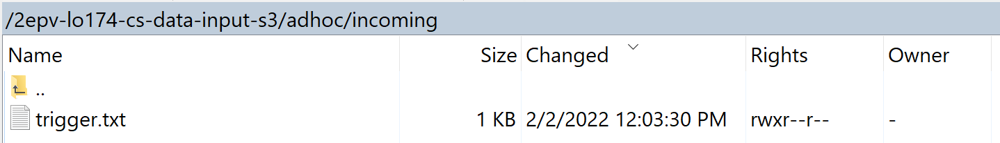 /2epv-lo174-cs-data-input-s3/adhoc/incoming
Name Size Changed Rights Owner
..
trigger.txt 1 KB 2/2/2022 12:03:30 PM rwxr--r-- -